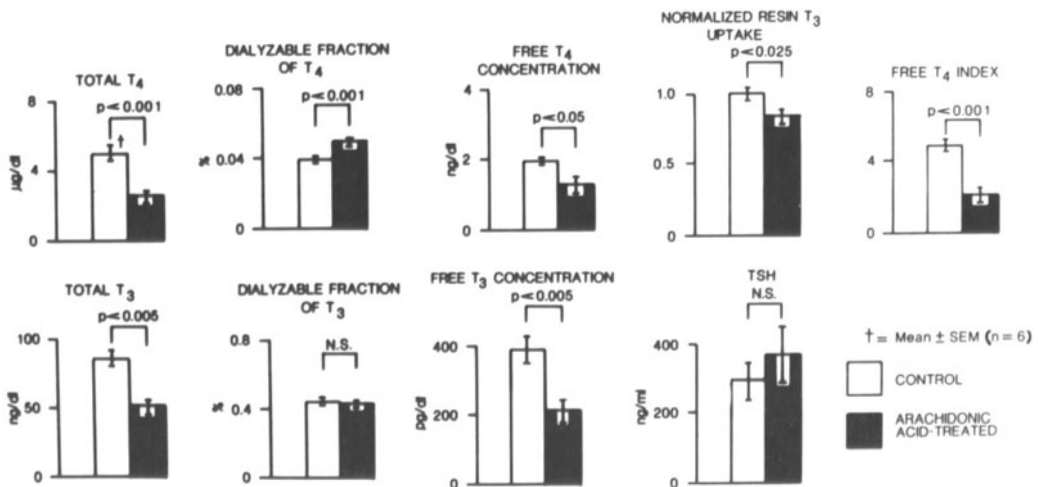 TOTAL T4
p<0.001
†
8
4
0
µg/dl
DIALYZABLE FRACTION
OF T4
p<0.001
0.08
0.04
0
%
FREE T4
CONCENTRATION
p<0.05
4
2
0
ng/dl
NORMALIZED RESIN T3
UPTAKE
p<0.025
1.0
0.5
0
FREE T4 INDEX
p<0.001
8
4
0
TOTAL T3
p<0.005
100
50
0
ng/dl
DIALYZABLE FRACTION
OF T3
N.S.
0.8
0.4
0
%
FREE T3 CONCENTRATION
p<0.005
400
200
0
pg/dl
TSH
N.S.
400
200
0
ng/ml
† = Mean ± SEM (n = 6)
CONTROL
ARACHIDONIC
ACID-TREATED